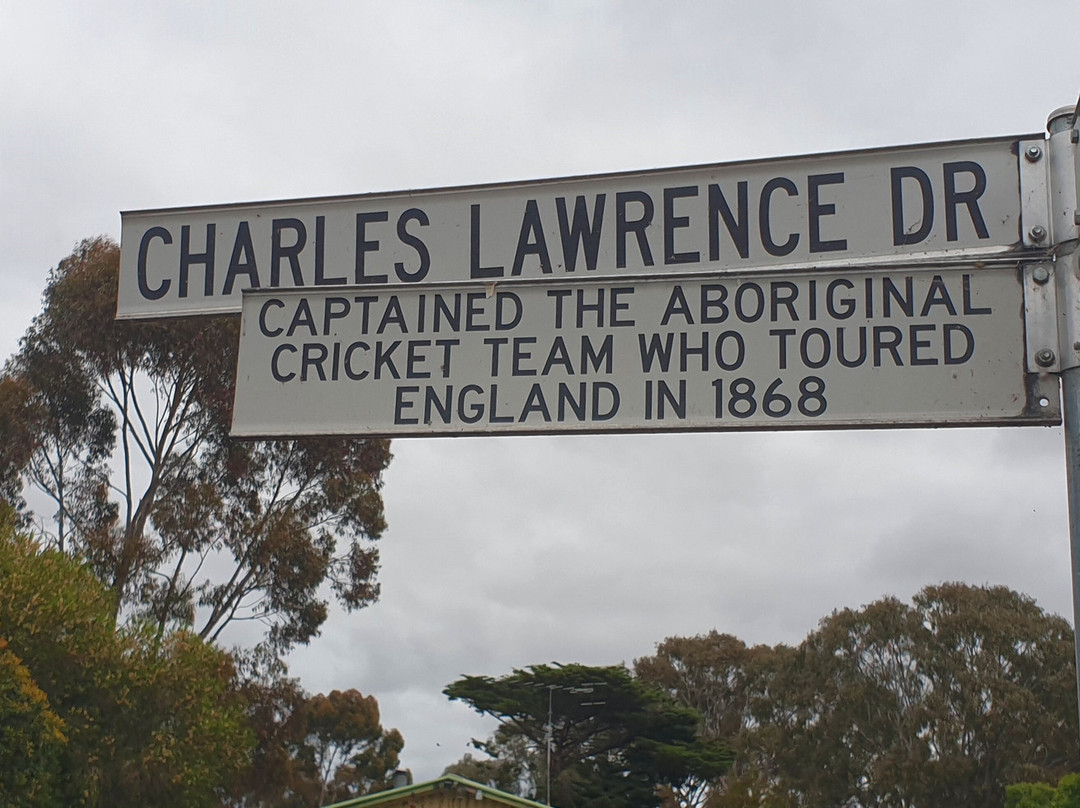 CHARLES LAWRENCE DR
CAPTAINED THE ABORIGINAL
CRICKET TEAM WHO TOURED
ENGLAND IN 1868